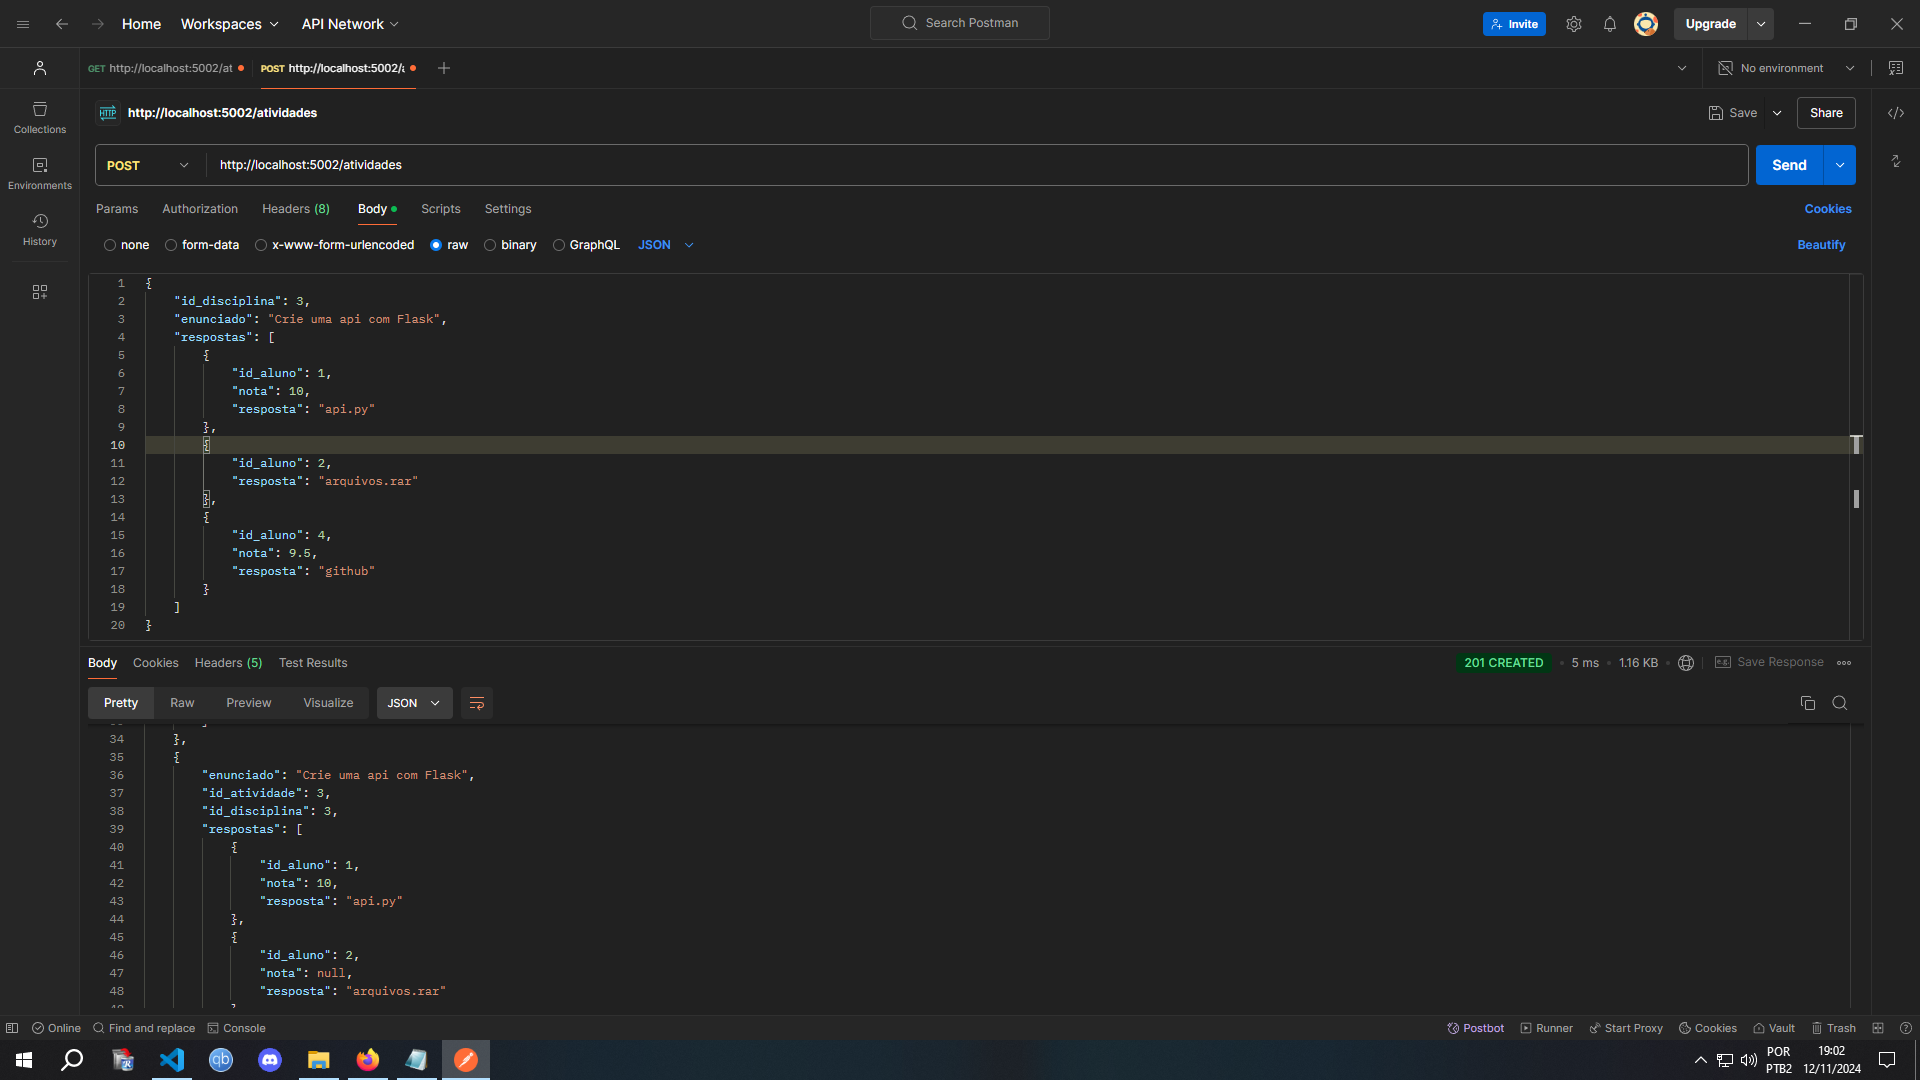 Home Workspaces API Network Search Postman Invite Upgrade
GET http://localhost:5002/at POST http://localhost:5002/a No environment
HTTP http://localhost:5002/atividades Save Share
Collections
POST http://localhost:5002/atividades Send
Environments
Params Authorization Headers (8) Body Scripts Settings Cookies
History
none form-data x-www-form-urlencoded raw binary GraphQL JSON Beautify
1 {
2 "id_disciplina": 3,
3 "enunciado": "Crie uma api com Flask",
4 "respostas": [
5 {
6 "id_aluno": 1,
7 "nota": 10,
8 "resposta": "api.py"
9 },
10 {
11 "id_aluno": 2,
12 "resposta": "arquivos.rar"
13 },
14 {
15 "id_aluno": 4,
16 "nota": 9.5,
17 "resposta": "github"
18 }
19 ]
20 }
Body Cookies Headers (5) Test Results 201 CREATED 5 ms 1.16 KB e.g. Save Response
Pretty Raw Preview Visualize JSON
34 },
35 {
36 "enunciado": "Crie uma api com Flask",
37 "id_atividade": 3,
38 "id_disciplina": 3,
39 "respostas": [
40 {
41 "id_aluno": 1,
42 "nota": 10,
43 "resposta": "api.py"
44 },
45 {
46 "id_aluno": 2,
47 "nota": null,
48 "resposta": "arquivos.rar"
Online Find and replace Console Postbot Runner Start Proxy Cookies Vault Trash
qb POR 19:02
PTB2 12/11/2024